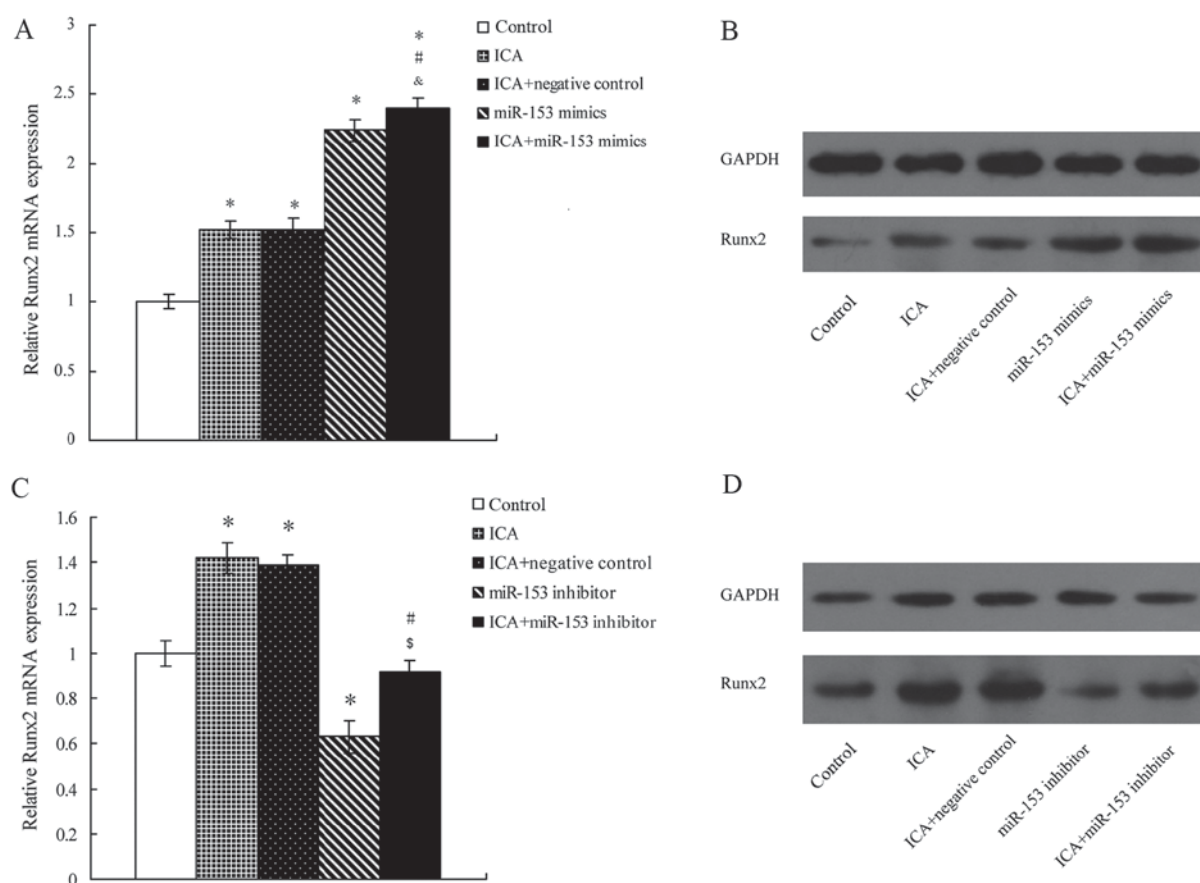 A
Relative Runx2 mRNA expression
3
2.5
2
1.5
1
0.5
0
*
*
*
*
#
&
Control
ICA
ICA+negative control
miR-153 mimics
ICA+miR-153 mimics
B
GAPDH
Runx2
Control
ICA
ICA+negative control
miR-153 mimics
ICA+miR-153 mimics
C
Relative Runx2 mRNA expression
1.6
1.4
1.2
1
0.8
0.6
0.4
0.2
0
*
*
*
#
$
Control
ICA
ICA+negative control
miR-153 inhibitor
ICA+miR-153 inhibitor
D
GAPDH
Runx2
Control
ICA
ICA+negative control
miR-153 inhibitor
ICA+miR-153 inhibitor